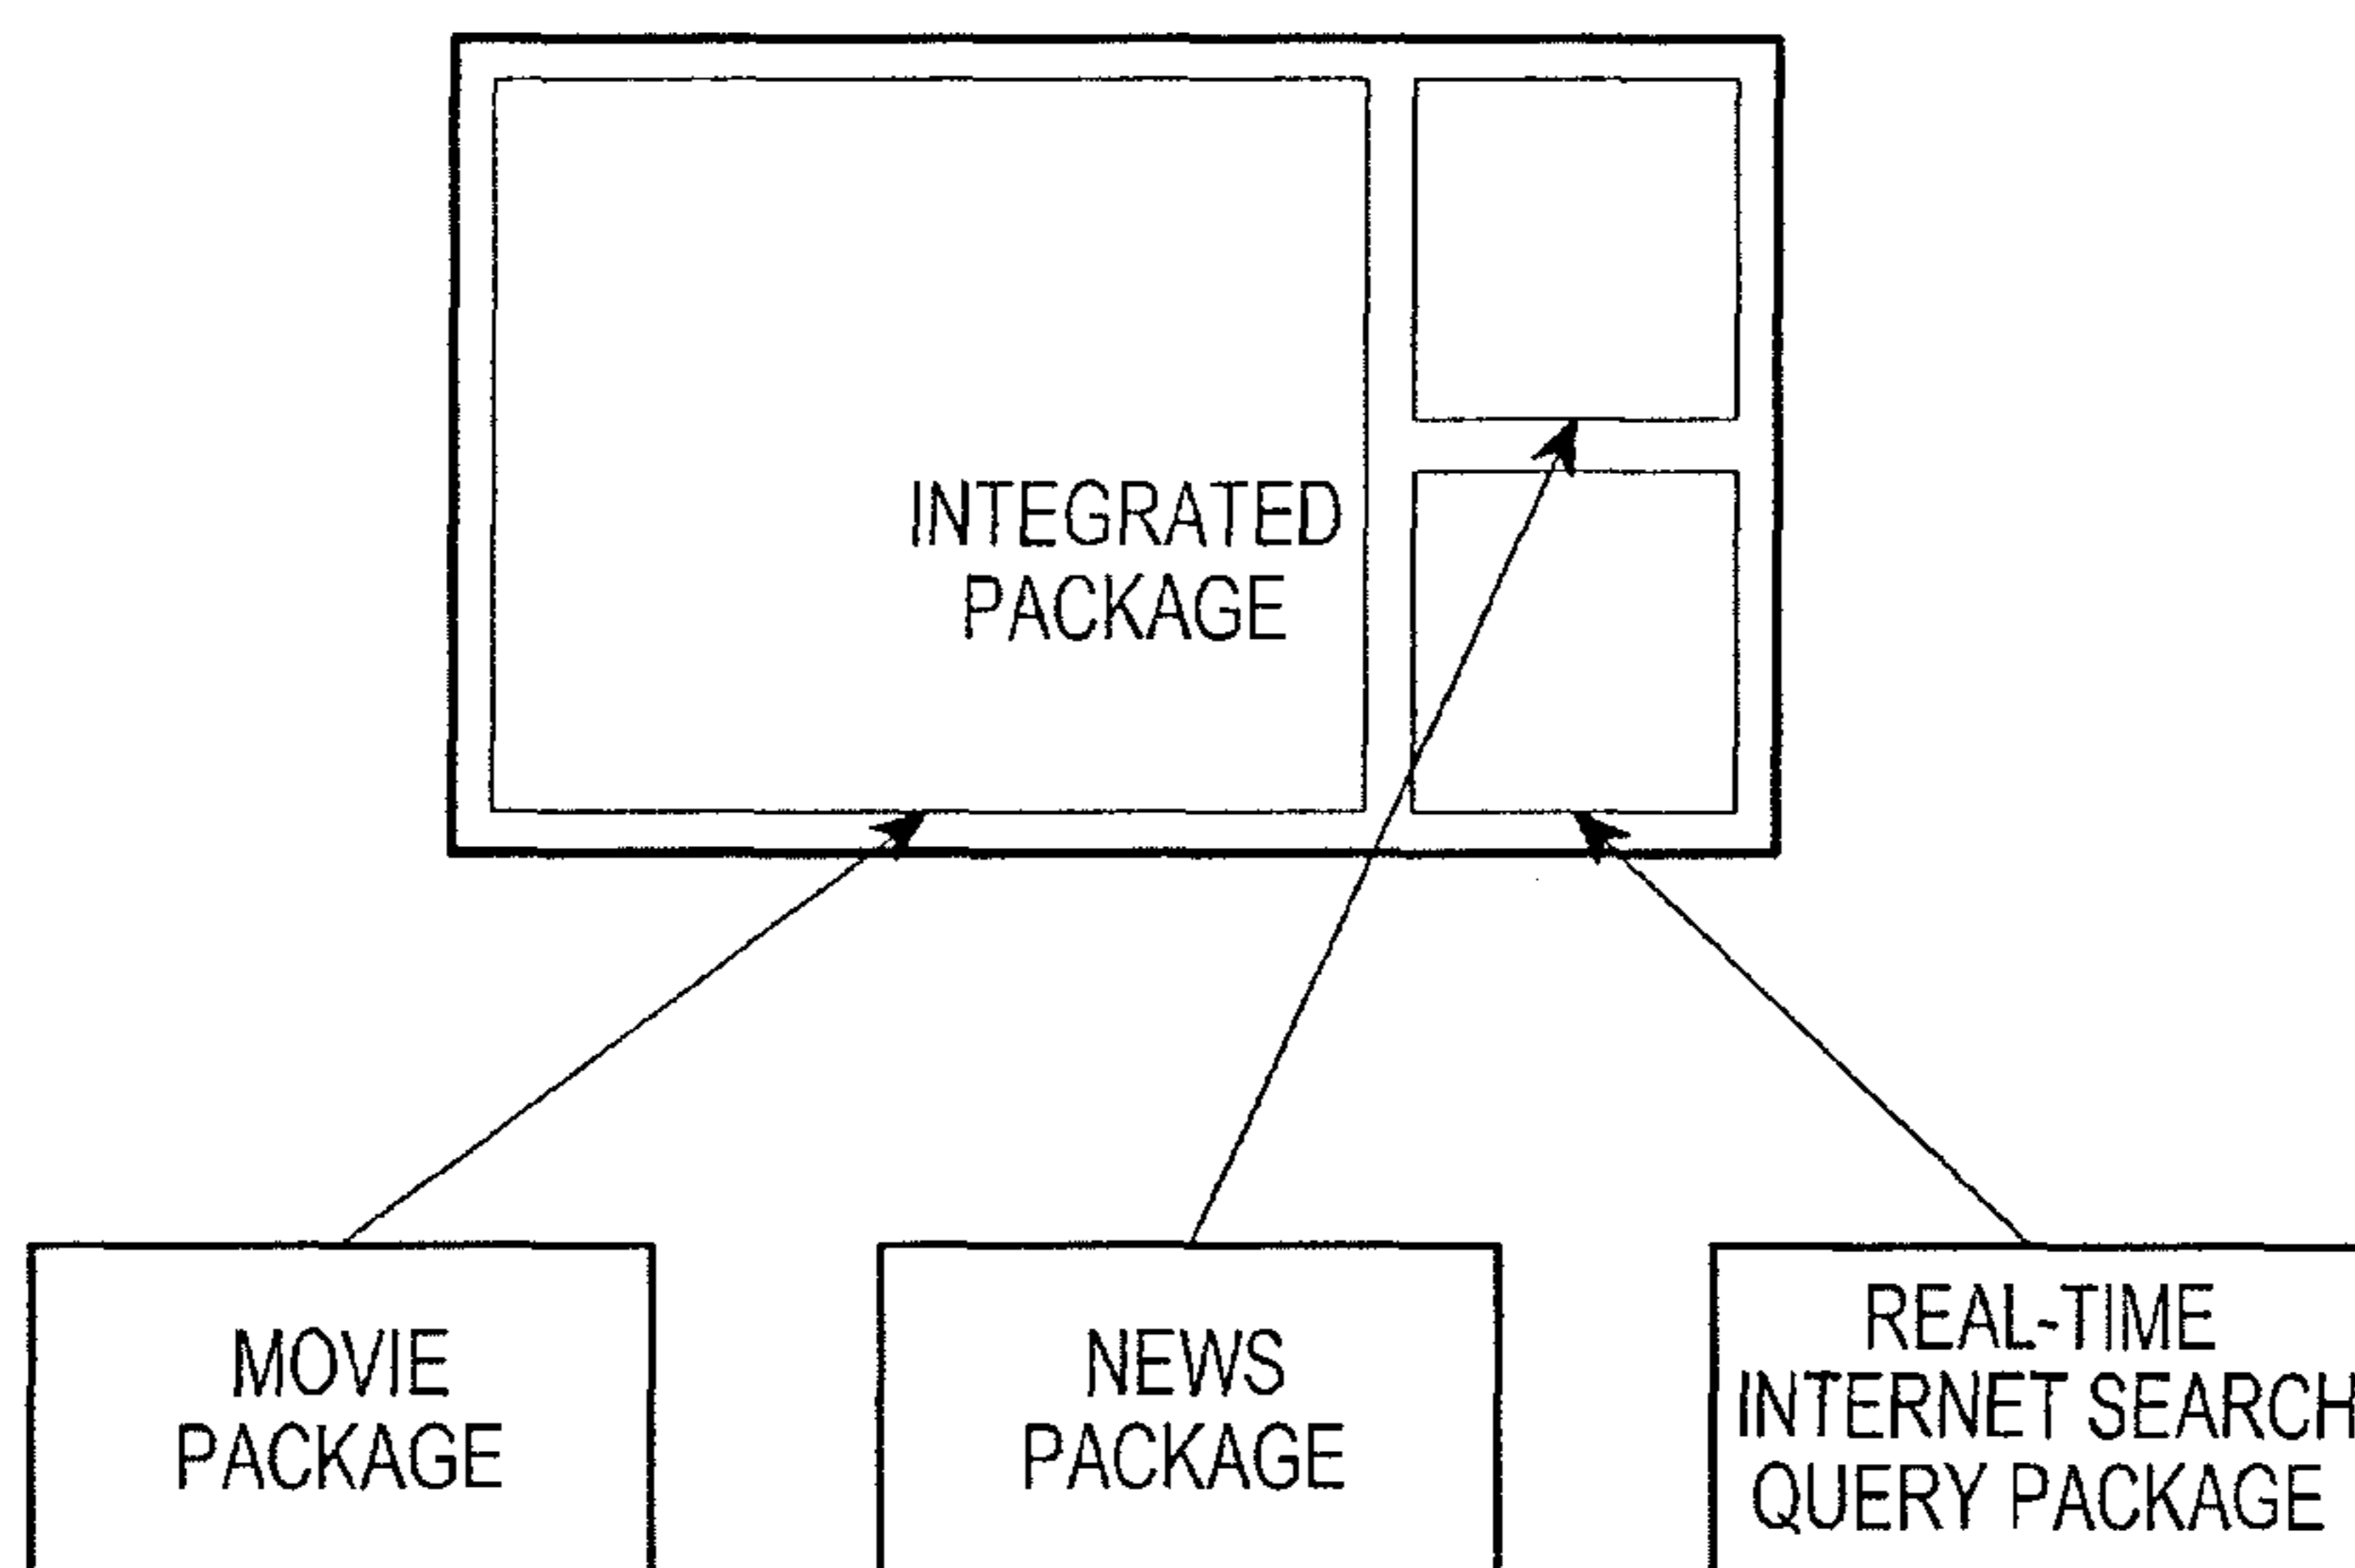 INTEGRATED
PACKAGE
MOVIE
PACKAGE
NEWS
PACKAGE
REAL-TIME
INTERNET SEARCH
QUERY PACKAGE